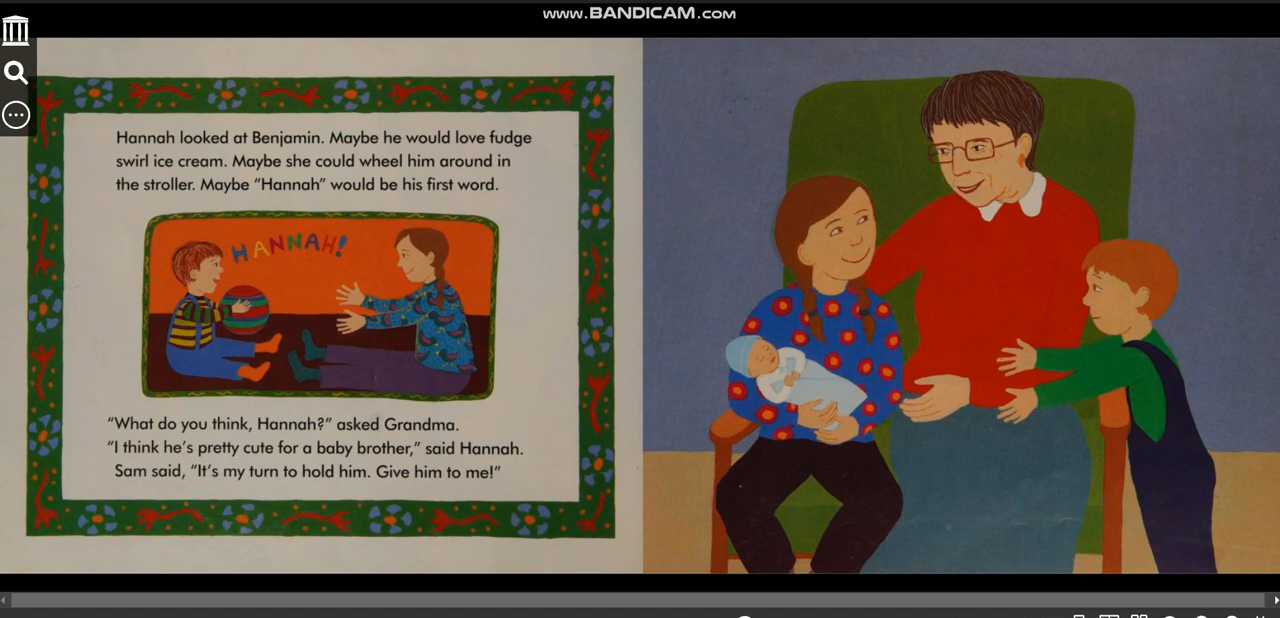 www.BANDICAM.com
Hannah looked at Benjamin. Maybe he would love fudge
swirl ice cream. Maybe she could wheel him around in
the stroller. Maybe “Hannah” would be his first word.
HANNAH!
“What do you think, Hannah?” asked Grandma.
“I think he’s pretty cute for a baby brother,” said Hannah.
Sam said, “It’s my turn to hold him. Give him to me!”